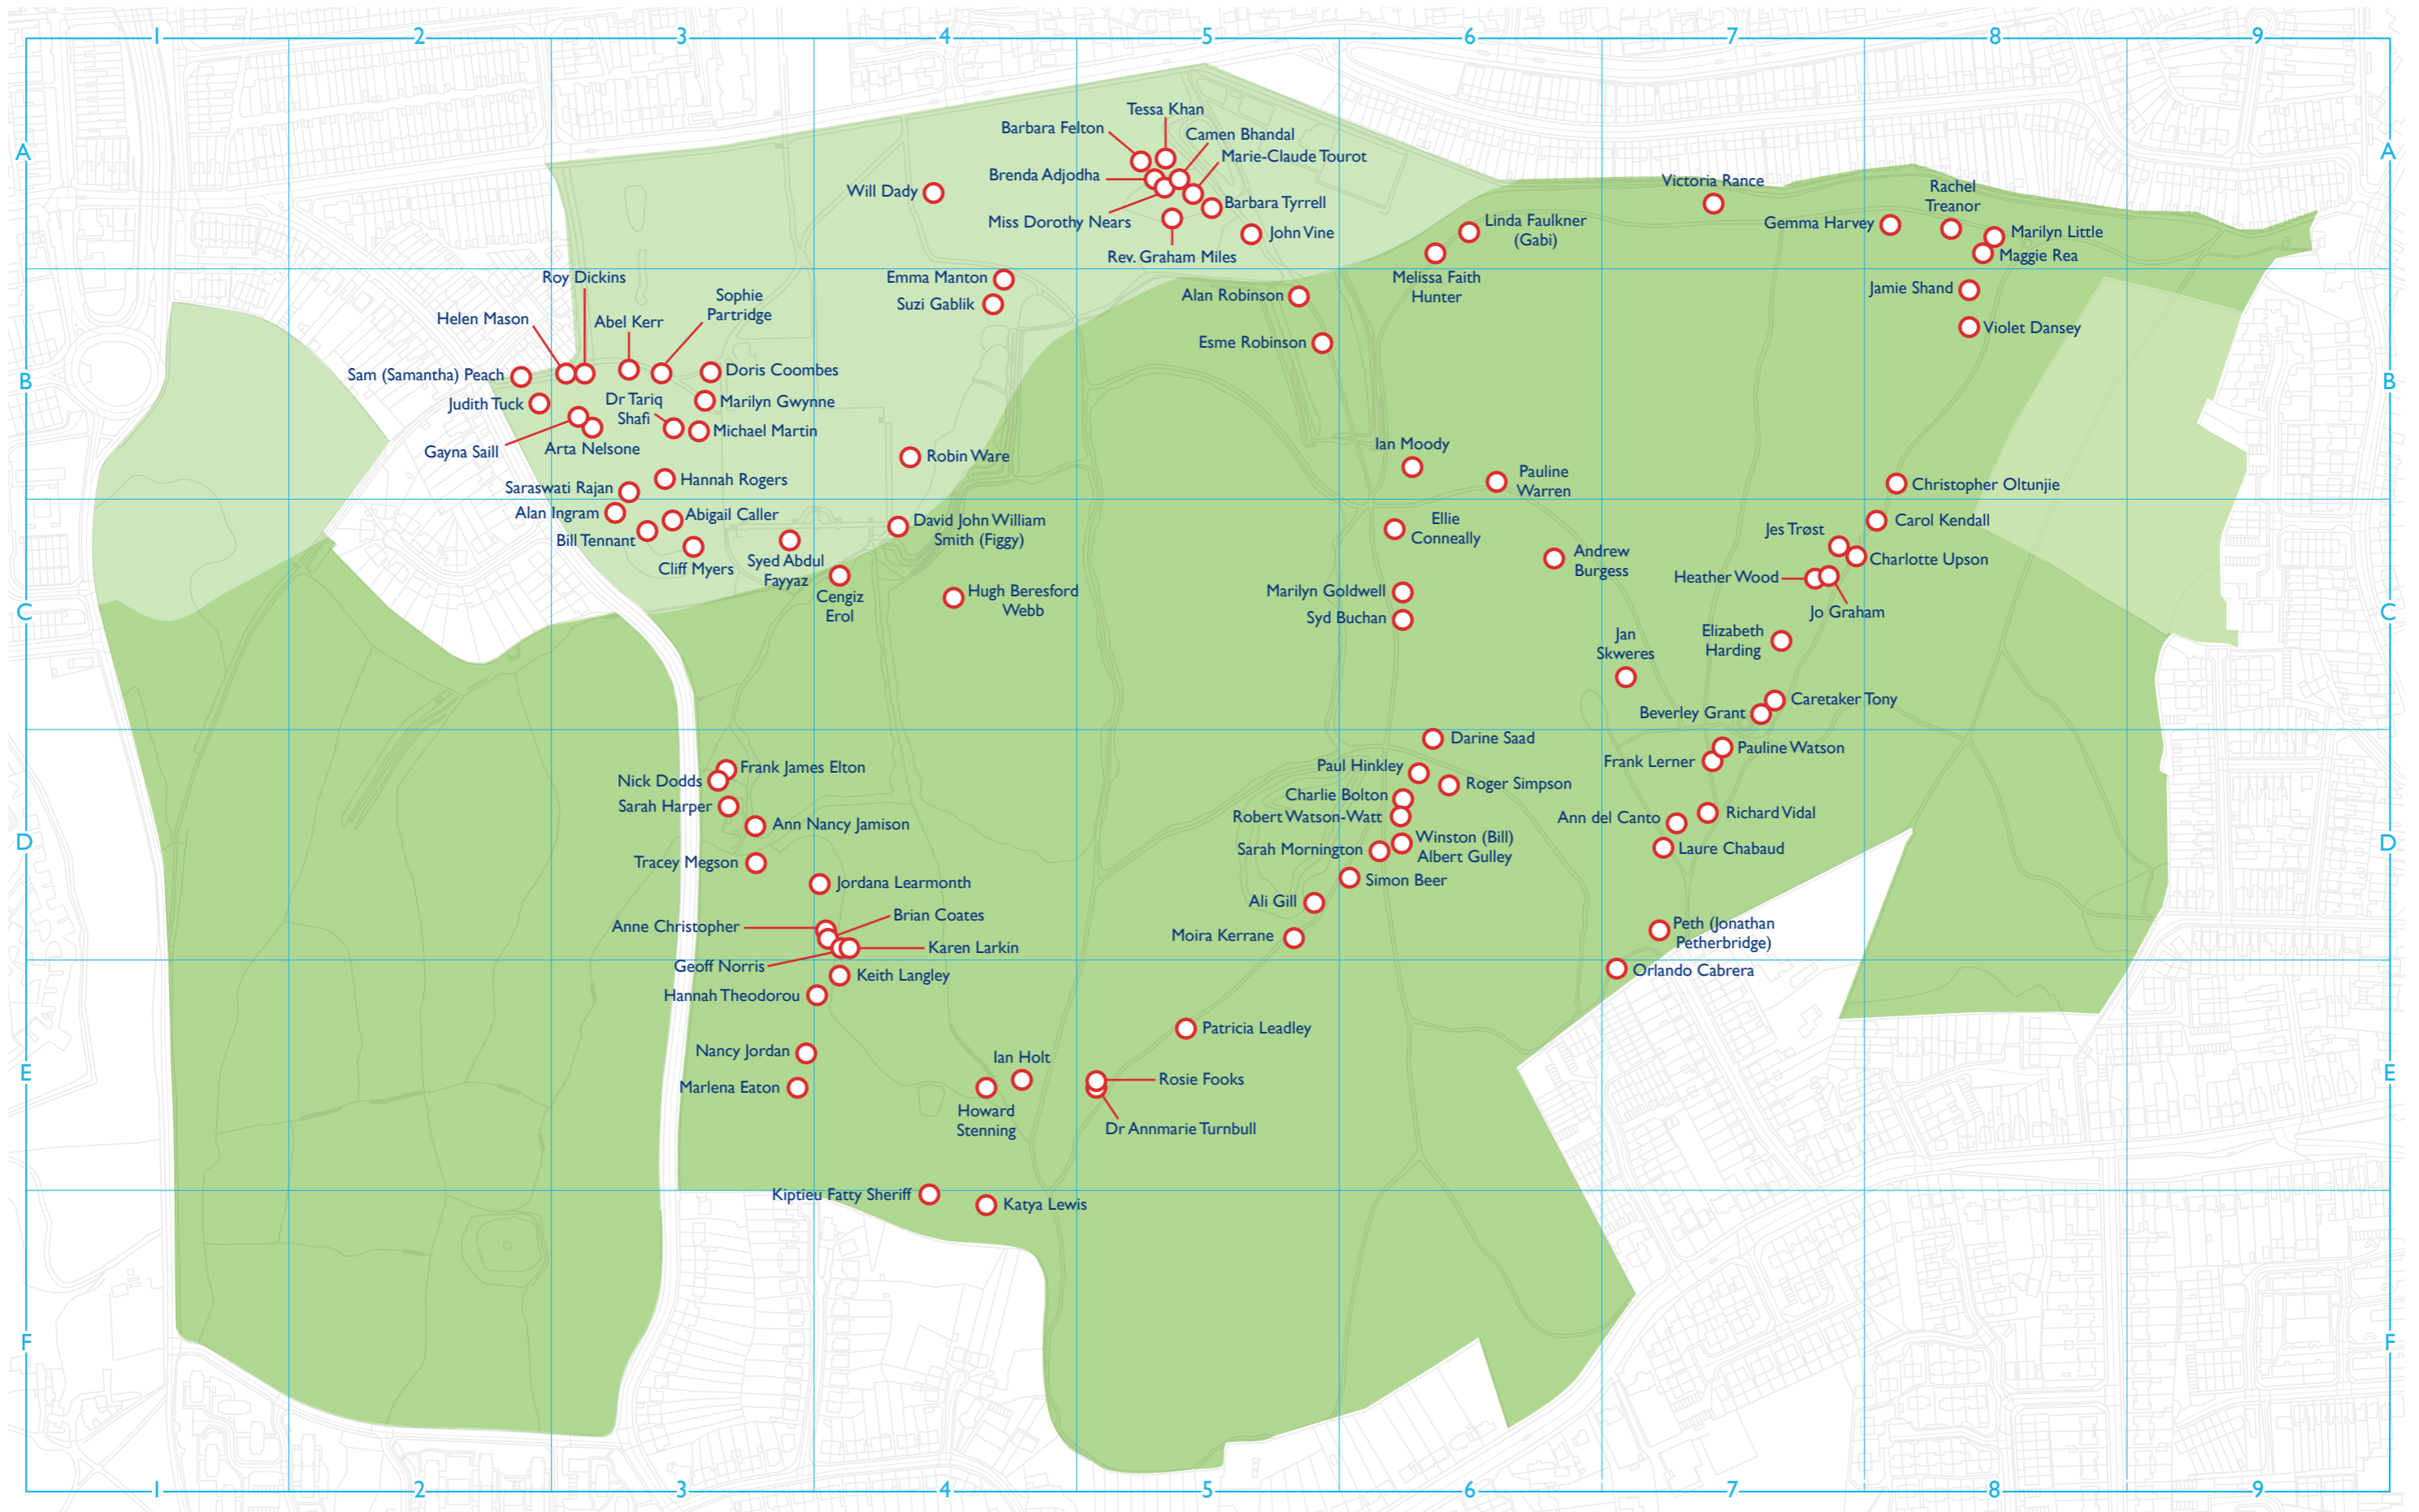 1 2 3 4 5 6 7 8 9
A
A
Tessa Khan
Barbara Felton
Camen Bhandal
Marie-Claude Tourot
Brenda Adjodha
Will Dady
Barbara Tyrrell
Miss Dorothy Nears
John Vine
Rev. Graham Miles
Linda Faulkner
(Gabi)
Melissa Faith
Hunter
Victoria Rance
Rachel
Treanor
Gemma Harvey
Marilyn Little
Maggie Rea
B
B
Roy Dickins
Emma Manton
Suzi Gablik
Sophie
Partridge
Helen Mason
Abel Kerr
Alan Robinson
Esme Robinson
Jamie Shand
Violet Dansey
Sam (Samantha) Peach
Doris Coombes
Judith Tuck
Dr Tariq
Shafi
Marilyn Gwynne
Michael Martin
Gayna Saill
Arta Nelsone
Robin Ware
Ian Moody
Pauline
Warren
Hannah Rogers
Saraswati Rajan
Christopher Oltunjie
C
C
Alan Ingram
Abigail Caller
Bill Tennant
Cliff Myers
Syed Abdul
Fayyaz
David John William
Smith (Figgy)
Cengiz
Erol
Hugh Beresford
Webb
Ellie
Conneally
Andrew
Burgess
Marilyn Goldwell
Syd Buchan
Jes Trøst
Carol Kendall
Charlotte Upson
Heather Wood
Jo Graham
Jan
Skweres
Elizabeth
Harding
Caretaker Tony
Beverley Grant
D
D
Darine Saad
Pauline Watson
Frank Lerner
Frank James Elton
Nick Dodds
Sarah Harper
Ann Nancy Jamison
Tracey Megson
Paul Hinkley
Roger Simpson
Charlie Bolton
Robert Watson-Watt
Winston (Bill)
Albert Gulley
Sarah Mornington
Simon Beer
Ali Gill
Moira Kerrane
Ann del Canto
Richard Vidal
Laure Chabaud
Jordana Learmonth
Brian Coates
Anne Christopher
Karen Larkin
Geoff Norris
Peth (Jonathan
Petherbridge)
E
E
Keith Langley
Orlando Cabrera
Hannah Theodorou
Patricia Leadley
Nancy Jordan
Ian Holt
Marlena Eaton
Rosie Fooks
Howard
Stenning
Dr Annmarie Turnbull
Kiptieu Fatty Sheriff
Katya Lewis
F
F
1 2 3 4 5 6 7 8 9